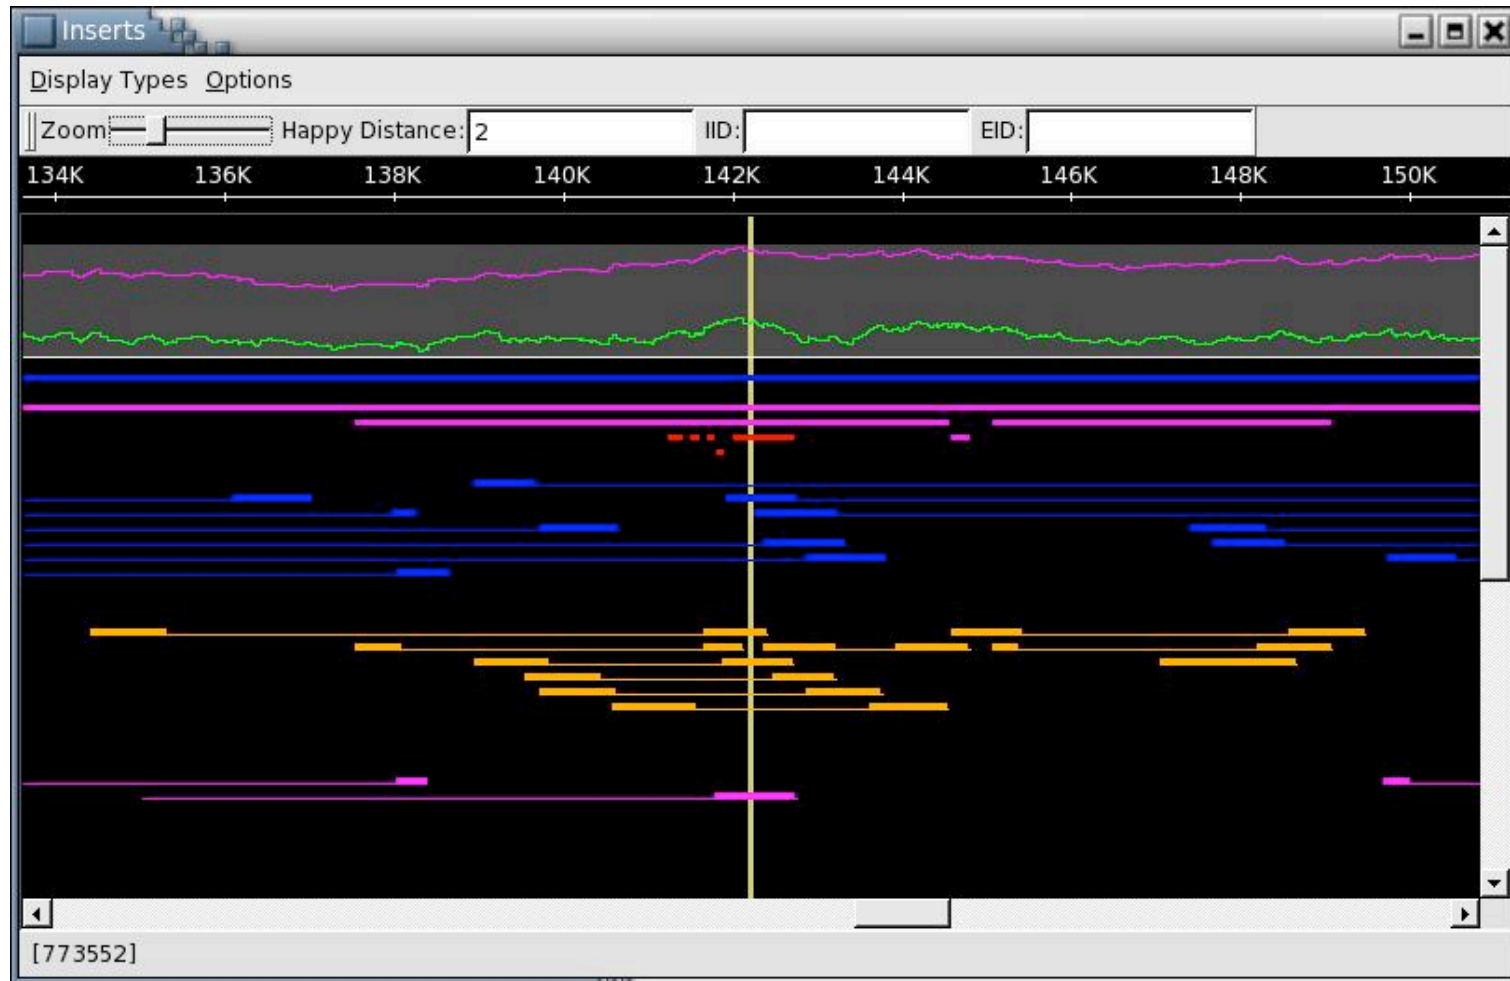 Inserts
Display Types Options
Zoom Happy Distance: 2 IID: EID:
134K 136K 138K 140K 142K 144K 146K 148K 150K
[773552]